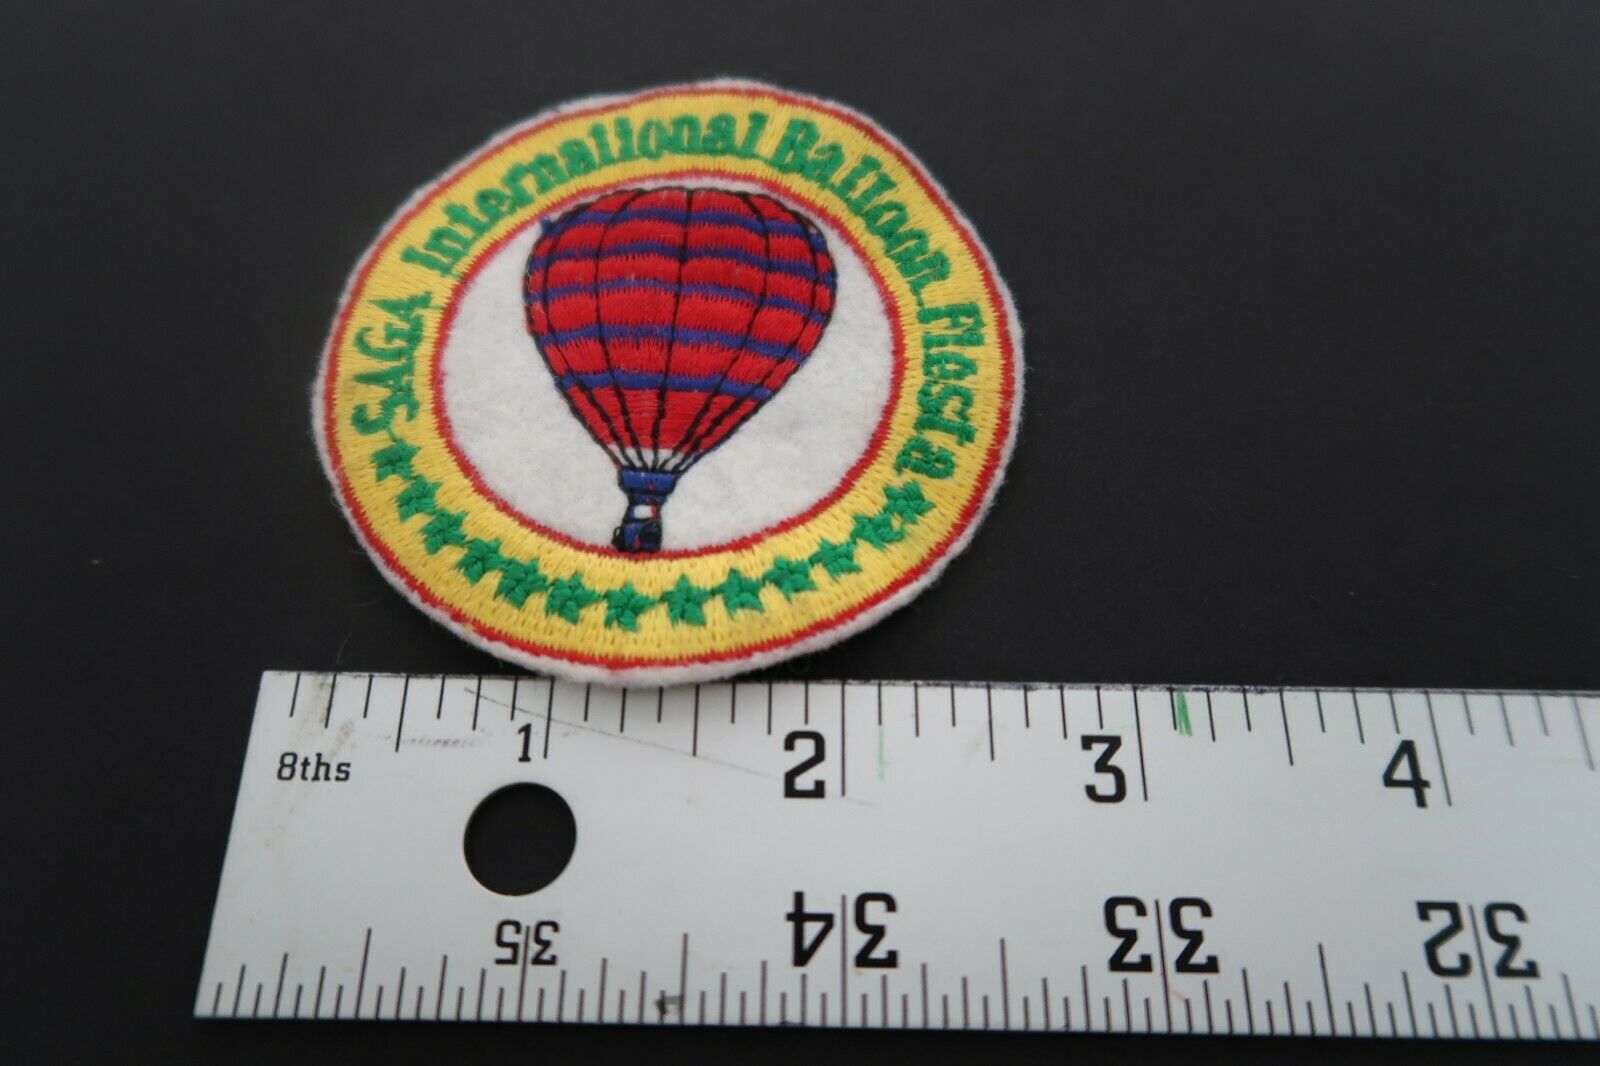 SAGA International Balloon Fiesta
1 2 3 4
8ths
35 34 33 32